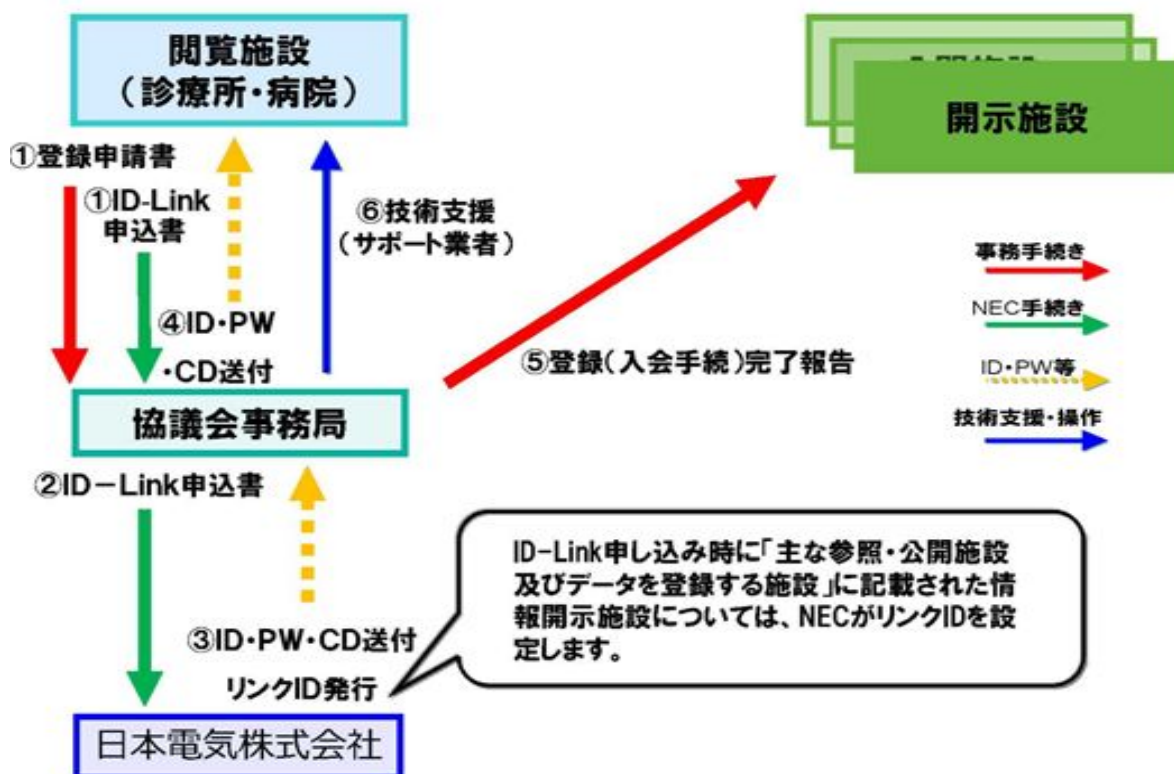 閲覧施設
（診療所・病院）
開示施設
①登録申請書
①ID-Link
申込書
⑥技術支援
（サポート業者）
④ID・PW
・CD送付
事務手続き
NEC手続き
ID・PW等
技術支援・操作
⑤登録（入会手続）完了報告
協議会事務局
②ID－Link申込書
ID-Link申し込み時に「主な参照・公開施設
及びデータを登録する施設」に記載された情
報開示施設については、NECがリンクIDを設
定します。
③ID・PW・CD送付
リンクID発行
日本電気株式会社